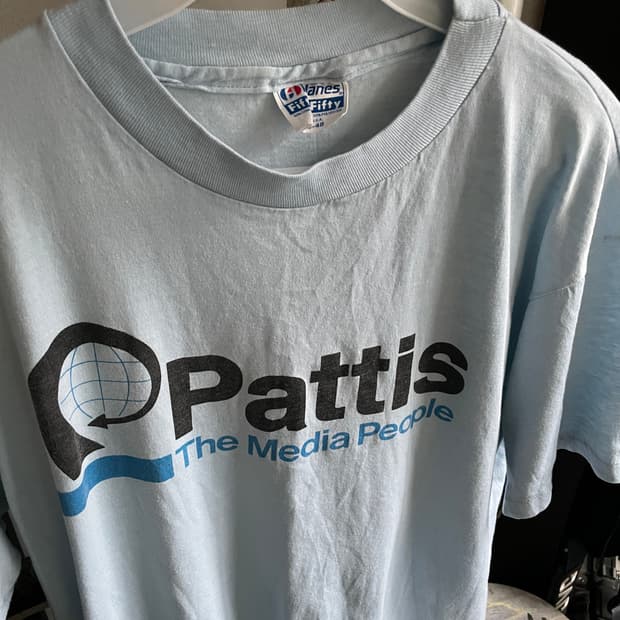 Hanes
Fifty Fifty
Pattis
The Media People